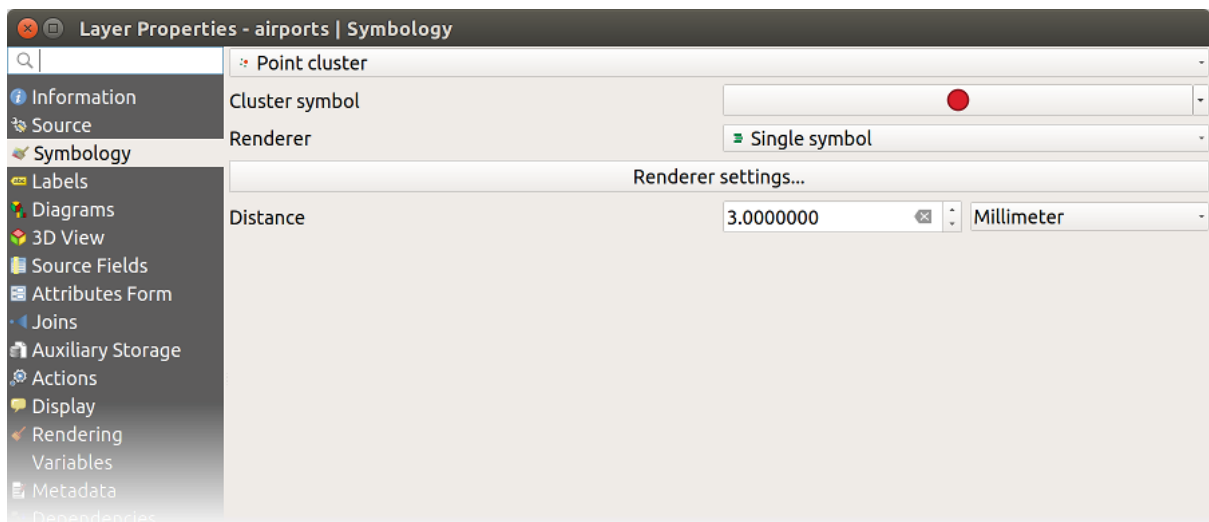 Layer Properties - airports | Symbology
Point cluster
Information
Cluster symbol
Source
Renderer
Single symbol
Symbology
Renderer settings...
Labels
Diagrams
Distance
3.0000000
Millimeter
3D View
Source Fields
Attributes Form
Joins
Auxiliary Storage
Actions
Display
Rendering
Variables
Metadata
Dependencies